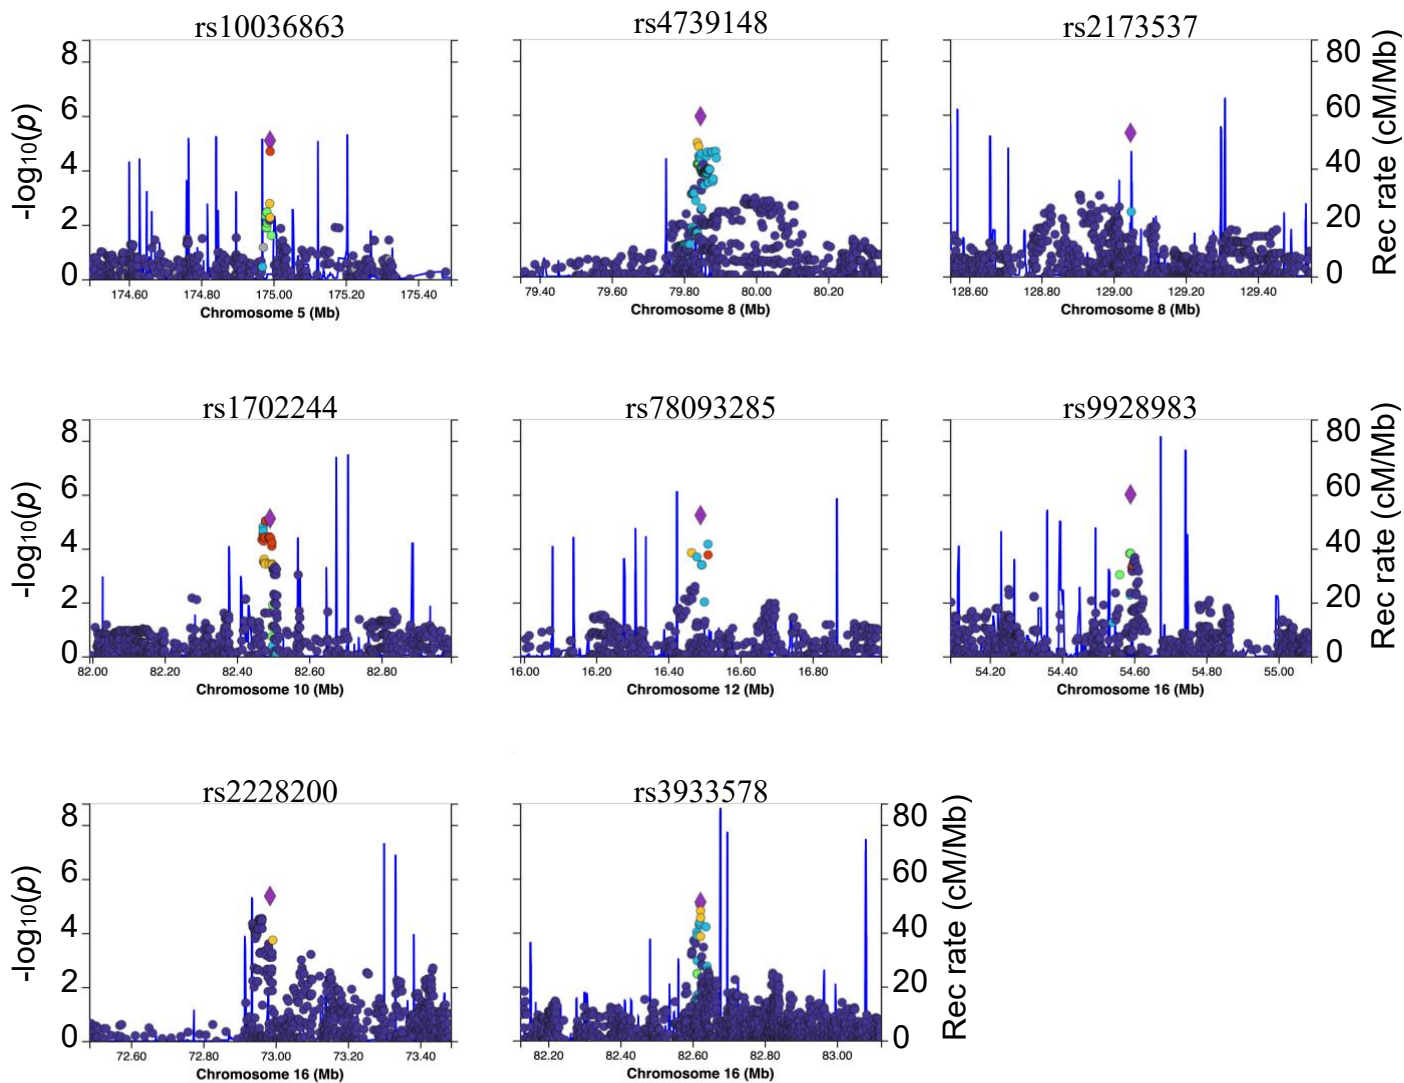 rs10036863 rs4739148 rs2173537
-log10(p) 8 6 4 2 0 80 60 40 20 0 Rec rate (cM/Mb)
174.60 174.80 175.00 175.20 175.40 79.40 79.60 79.80 80.00 80.20 128.60 128.80 129.00 129.20 129.40
Chromosome 5 (Mb) Chromosome 8 (Mb) Chromosome 8 (Mb)
rs1702244 rs78093285 rs9928983
-log10(p) 8 6 4 2 0 80 60 40 20 0 Rec rate (cM/Mb)
82.00 82.20 82.40 82.60 82.80 16.00 16.20 16.40 16.60 16.80 54.20 54.40 54.60 54.80 55.00
Chromosome 10 (Mb) Chromosome 12 (Mb) Chromosome 16 (Mb)
rs2228200 rs3933578
-log10(p) 8 6 4 2 0 80 60 40 20 0 Rec rate (cM/Mb)
72.60 72.80 73.00 73.20 73.40 82.20 82.40 82.60 82.80 83.00
Chromosome 16 (Mb) Chromosome 16 (Mb)